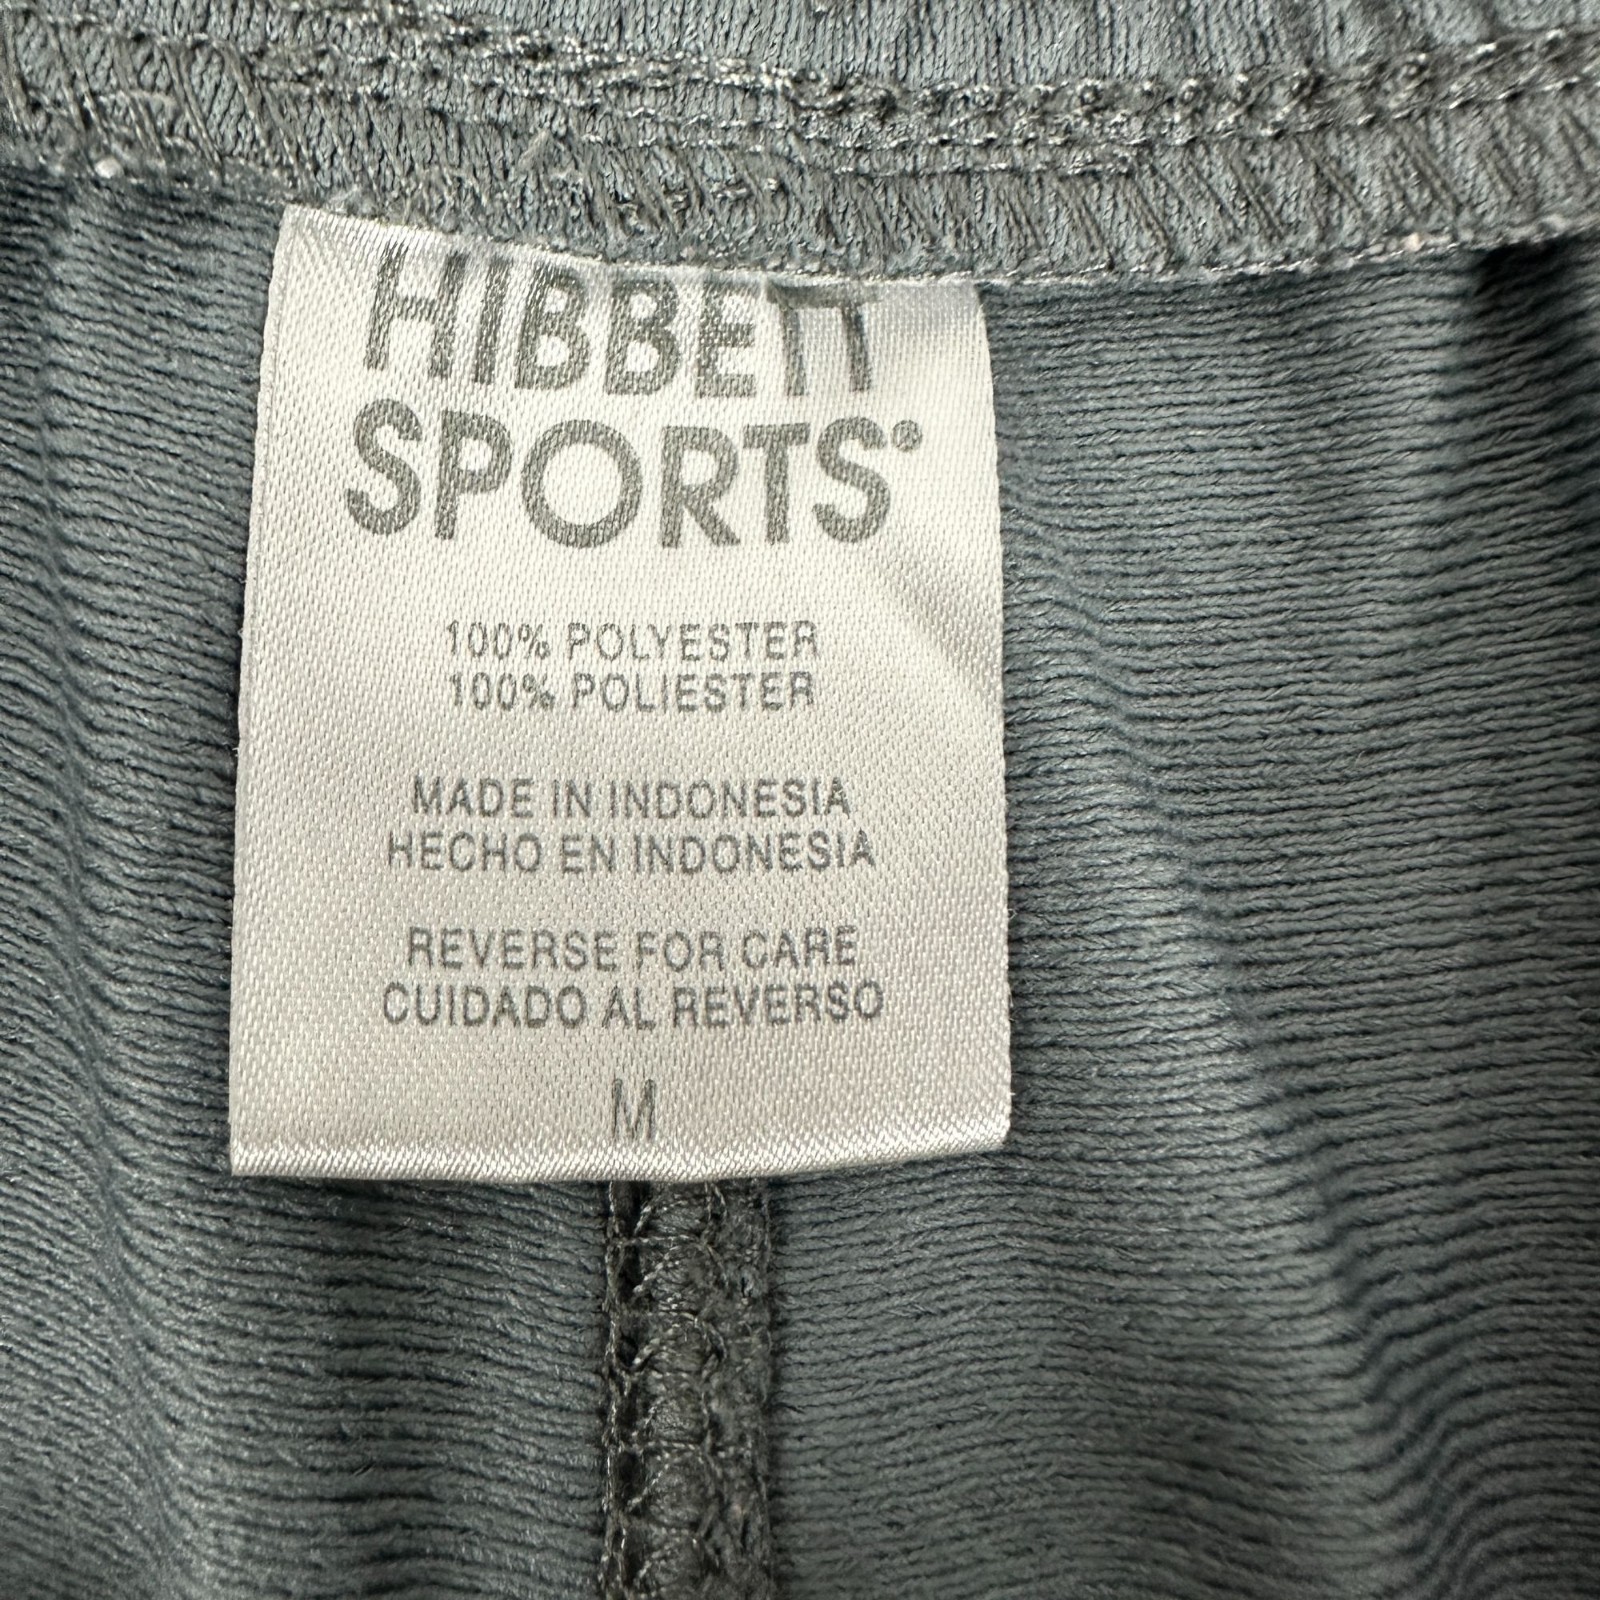 HIBBETT
SPORTS®
100% POLYESTER
100% POLIESTER
MADE IN INDONESIA
HECHO EN INDONESIA
REVERSE FOR CARE
CUIDADO AL REVERSO
M